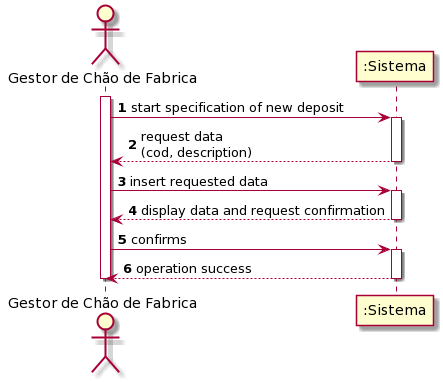 Gestor de Chão de Fabrica
:Sistema
1 start specification of new deposit
request data
2
(cod, description)
3 insert requested data
4 display data and request confirmation
5 confirms
6 operation success
Gestor de Chão de Fabrica
:Sistema